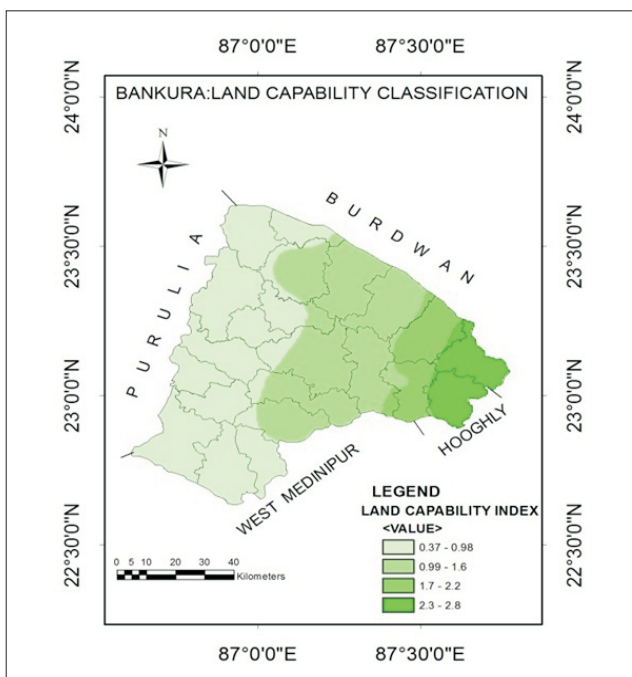 87°0'0"E 87°30'0"E
BANKURA:LAND CAPABILITY CLASSIFICATION
24°0'0"N 24°0'0"N
N
BURDWAN
PURULIA
23°30'0"N 23°30'0"N
23°0'0"N 23°0'0"N
HOOGHLY
WEST MEDINIPUR
LEGEND
LAND CAPABILITY INDEX
<VALUE>
0.37 - 0.98
0.99 - 1.6
1.7 - 2.2
2.3 - 2.8
22°30'0"N 22°30'0"N
0 5 10 20 30 40
Kilometers
87°0'0"E 87°30'0"E